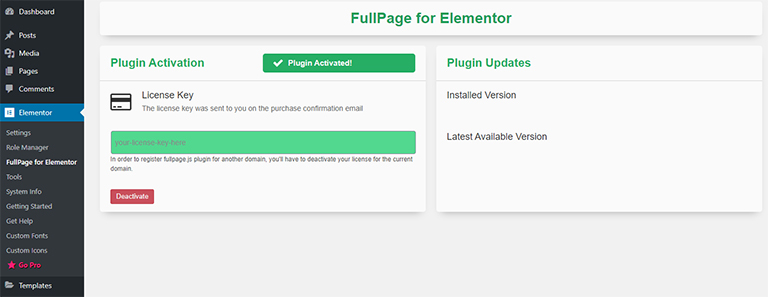 Dashboard
Posts
Media
Pages
Comments
Elementor
Settings
Role Manager
FullPage for Elementor
Tools
System Info
Getting Started
Get Help
Custom Fonts
Custom Icons
Go Pro
Templates
FullPage for Elementor
Plugin Activation
Plugin Activated!
License Key
The license key was sent to you on the purchase confirmation email
your-license-key-here
In order to register fullpage.js plugin for another domain, you'll have to deactivate your license for the current
domain.
Deactivate
Plugin Updates
Installed Version
Latest Available Version